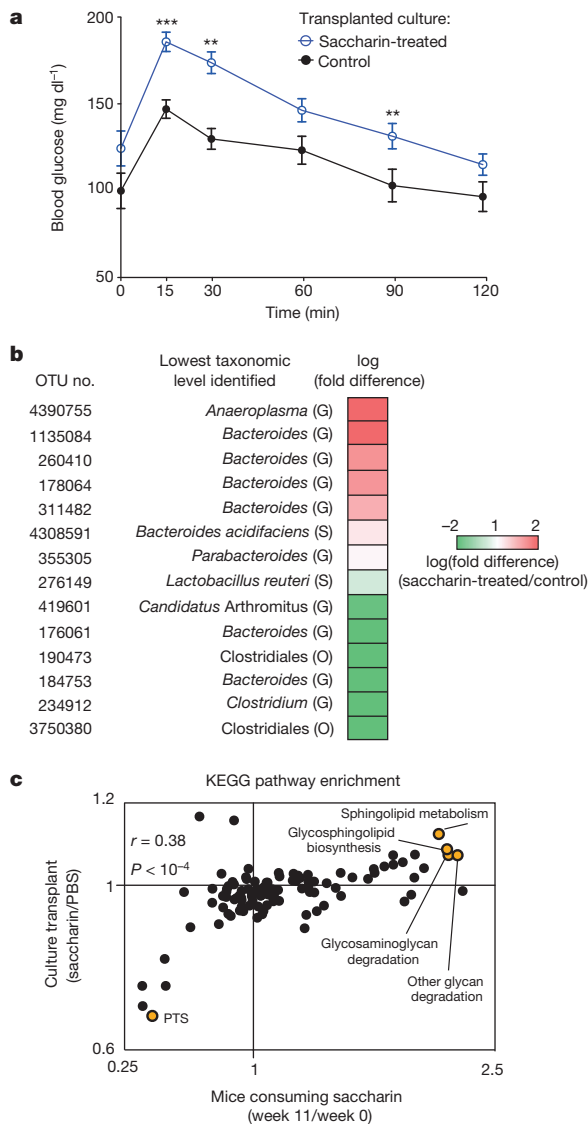 a
Transplanted culture:
Saccharin-treated
Control
***
**
**
200
150
100
50
Blood glucose (mg dl⁻¹)
0 15 30 60 90 120
Time (min)
b
OTU no. Lowest taxonomic level identified log (fold difference)
4390755 Anaeroplasma (G)
1135084 Bacteroides (G)
260410 Bacteroides (G)
178064 Bacteroides (G)
311482 Bacteroides (G)
4308591 Bacteroides acidifaciens (S)
355305 Parabacteroides (G)
276149 Lactobacillus reuteri (S)
419601 Candidatus Arthromitus (G)
176061 Bacteroides (G)
190473 Clostridiales (O)
184753 Bacteroides (G)
234912 Clostridium (G)
3750380 Clostridiales (O)
−2 1 2
log(fold difference)
(saccharin-treated/control)
c
KEGG pathway enrichment
1.2
1
0.6
Culture transplant
(saccharin/PBS)
r = 0.38
P < 10⁻⁴
Sphingolipid metabolism
Glycosphingolipid
biosynthesis
Glycosaminoglycan
degradation
Other glycan
degradation
PTS
0.25 1 2.5
Mice consuming saccharin
(week 11/week 0)